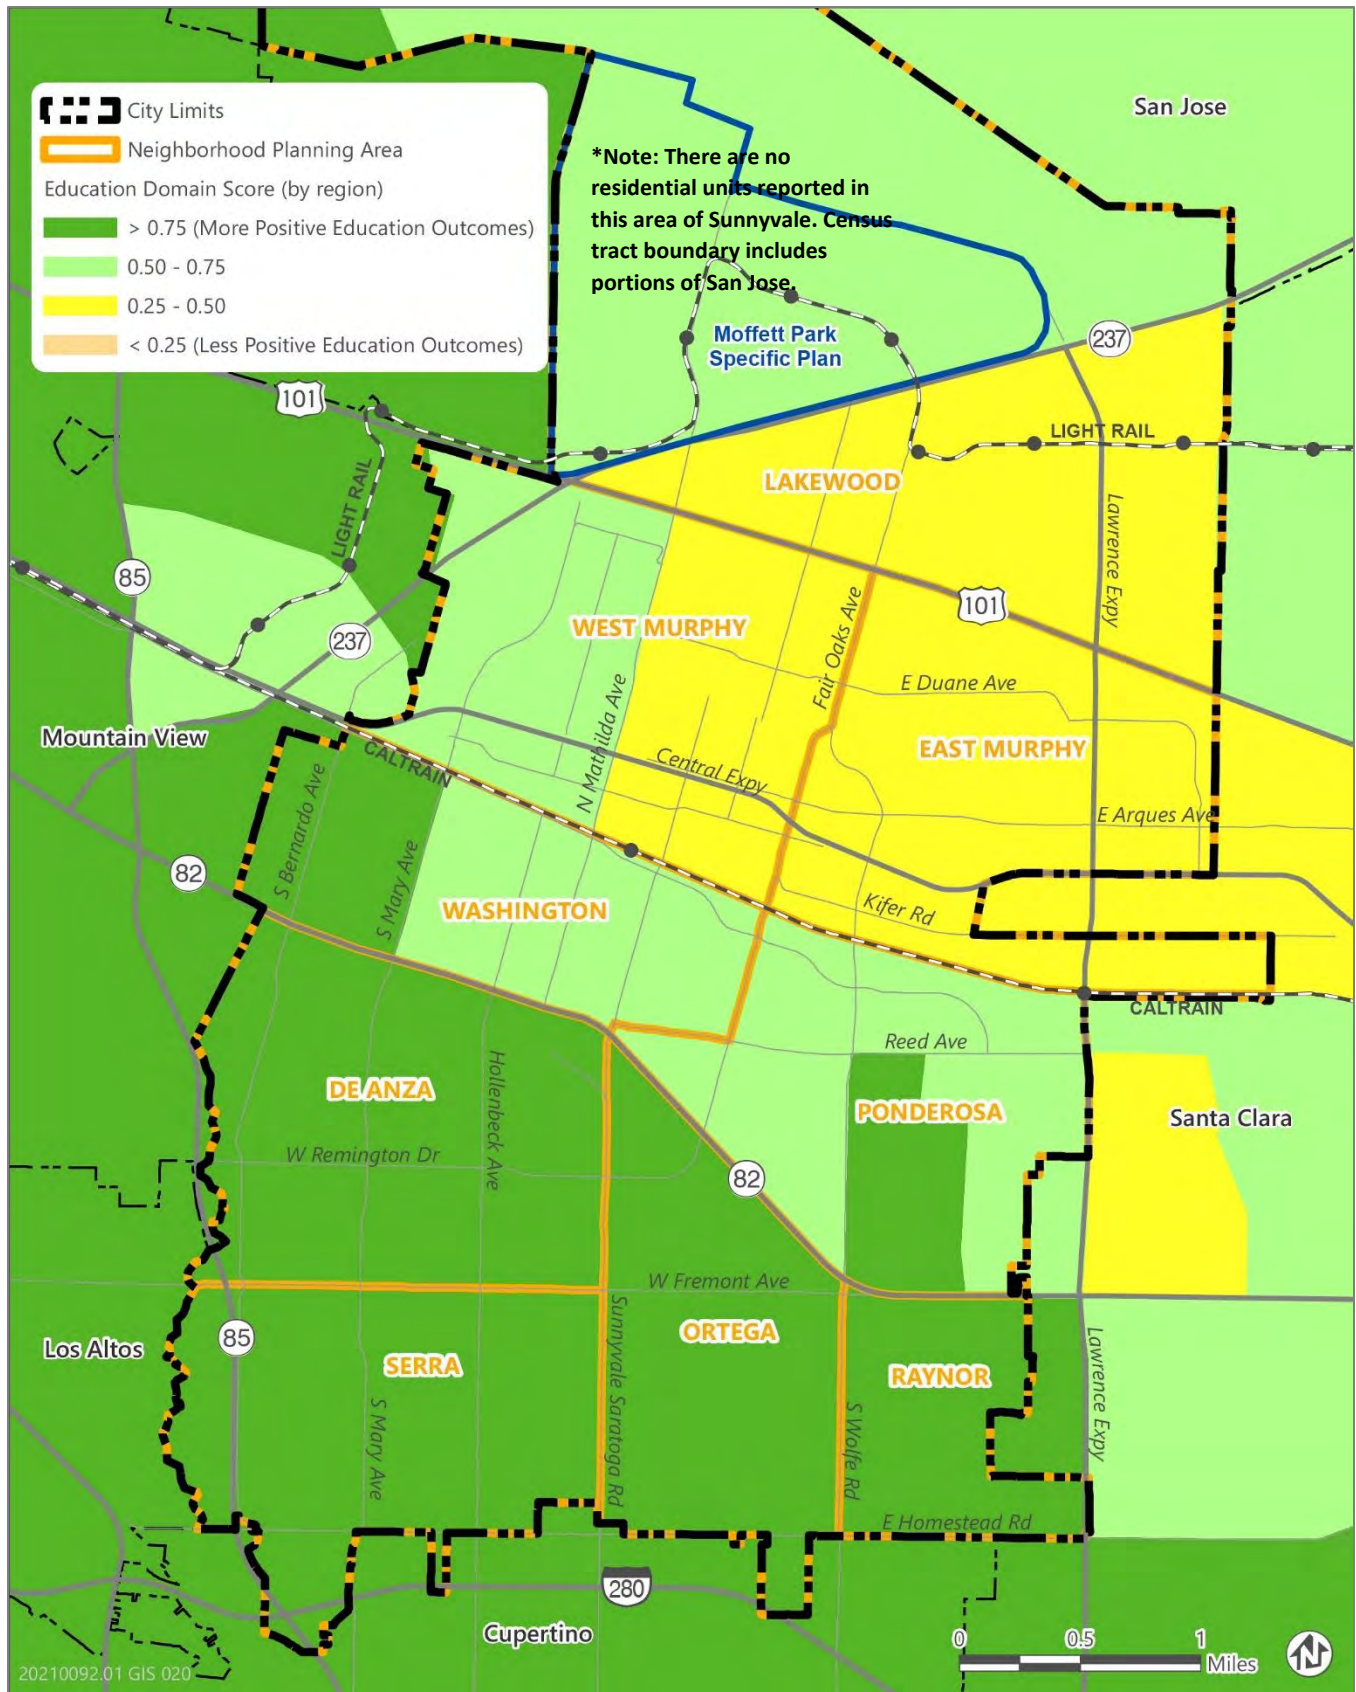 City Limits
Neighborhood Planning Area
Education Domain Score (by region)
> 0.75 (More Positive Education Outcomes)
0.50 - 0.75
0.25 - 0.50
< 0.25 (Less Positive Education Outcomes)
San Jose
*Note: There are no
residential units reported in
this area of Sunnyvale. Census
tract boundary includes
portions of San Jose.
Moffett Park
Specific Plan
237
101
LIGHT RAIL
LAKEWOOD
LIGHT RAIL
Lawrence Expy
85
237
WEST MURPHY
101
Fair Oaks Ave
E Duane Ave
Mountain View
CALTRAIN
N Mathilda Ave
EAST MURPHY
Central Expy
E Arques Ave
S Bernardo Ave
82
S Mary Ave
WASHINGTON
Kifer Rd
CALTRAIN
Reed Ave
DE ANZA
Hollenbeck Ave
PONDEROSA
Santa Clara
W Remington Dr
82
W Fremont Ave
Los Altos
85
SERRA
Sunnyvale Saratoga Rd
ORTEGA
RAYNOR
Lawrence Expy
S Mary Ave
S Wolfe Rd
E Homestead Rd
280
Cupertino
0 0.5 1
Miles
N
20210092.01 GIS 020